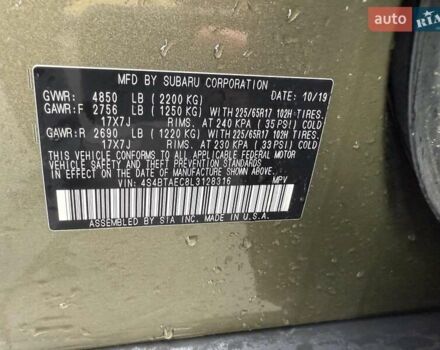 AUTO RIA
MFD BY SUBARU CORPORATION
GVWR: 4850 LB (2200 KG) DATE: 10/19
GAWR:F 2756 LB (1250 KG) WITH 225/65R17 102H TIRES,
17X7J RIMS, AT 240 KPA (35 PSI) COLD
GAWR:R 2690 LB (1220 KG) WITH 225/65R17 102H TIRES,
17X7J RIMS, AT 230 KPA (33 PSI) COLD
THIS VEHICLE CONFORMS TO ALL APPLICABLE FEDERAL MOTOR
VEHICLE SAFETY AND THEFT PREVENTION STANDARDS
IN EFFECT ON THE DATE OF MANUFACTURE SHOWN ABOVE.
VIN: 4S4BTAEC8L3128316 MPV
ASSEMBLED BY SIA, MADE IN U.S.A.